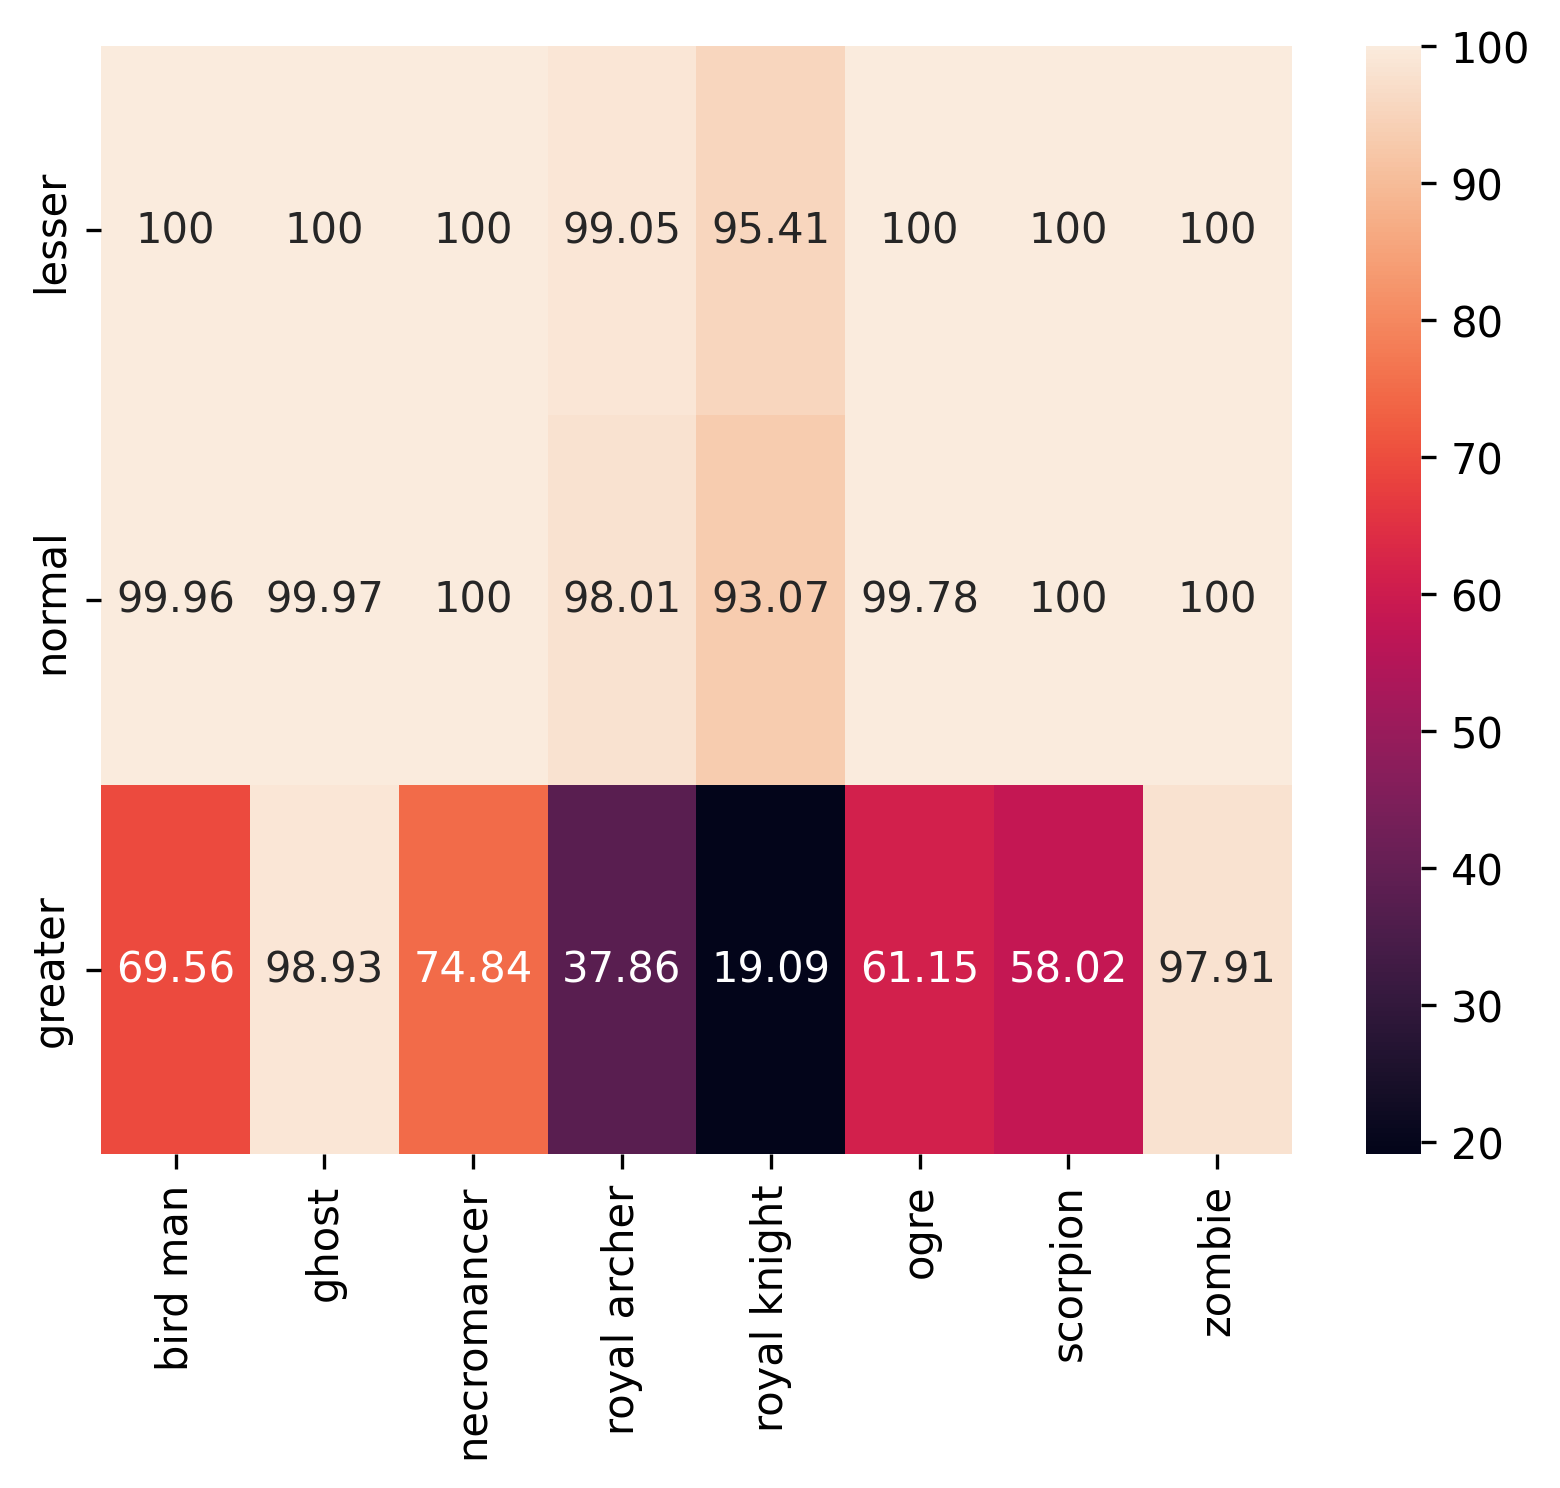 lesser 100 100 100 99.05 95.41 100 100 100
normal 99.96 99.97 100 98.01 93.07 99.78 100 100
greater 69.56 98.93 74.84 37.86 19.09 61.15 58.02 97.91
bird man
ghost
necromancer
royal archer
royal knight
ogre
scorpion
zombie
100
90
80
70
60
50
40
30
20